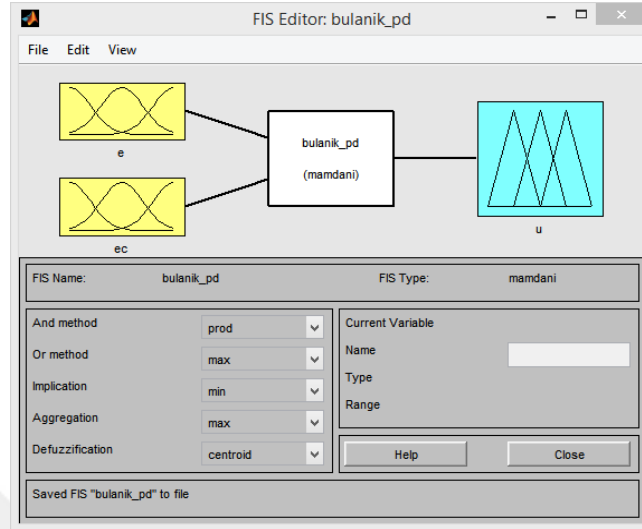 FIS Editor: bulanik_pd
File Edit View
e
ec
bulanik_pd
(mamdani)
u
FIS Name: bulanik_pd FIS Type: mamdani
And method prod
Or method max
Implication min
Aggregation max
Defuzzification centroid
Current Variable
Name
Type
Range
Help Close
Saved FIS "bulanik_pd" to file